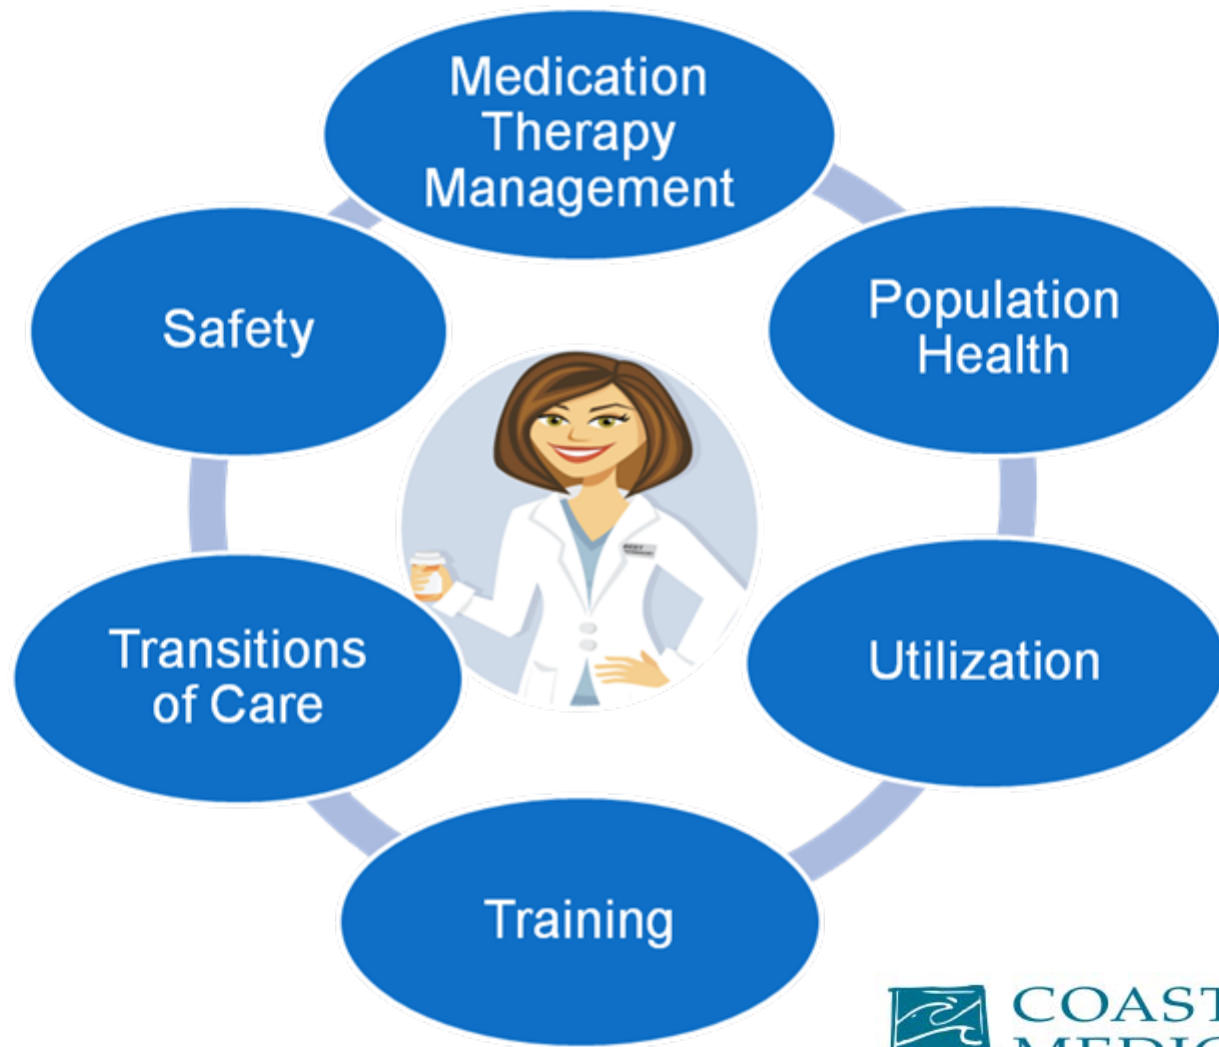 Medication
Therapy
Management
Population
Health
Utilization
Training
Transitions
of Care
Safety